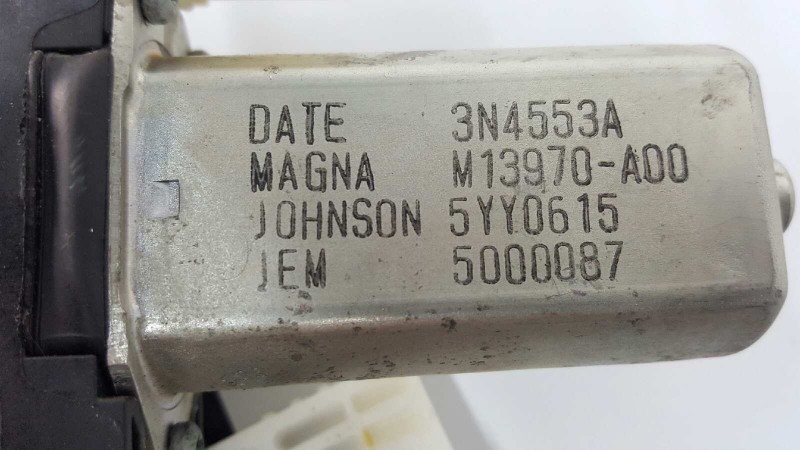 DATE 3N4553A
MAGNA M13970-A00
JOHNSON 5YY0615
JEM 5000087